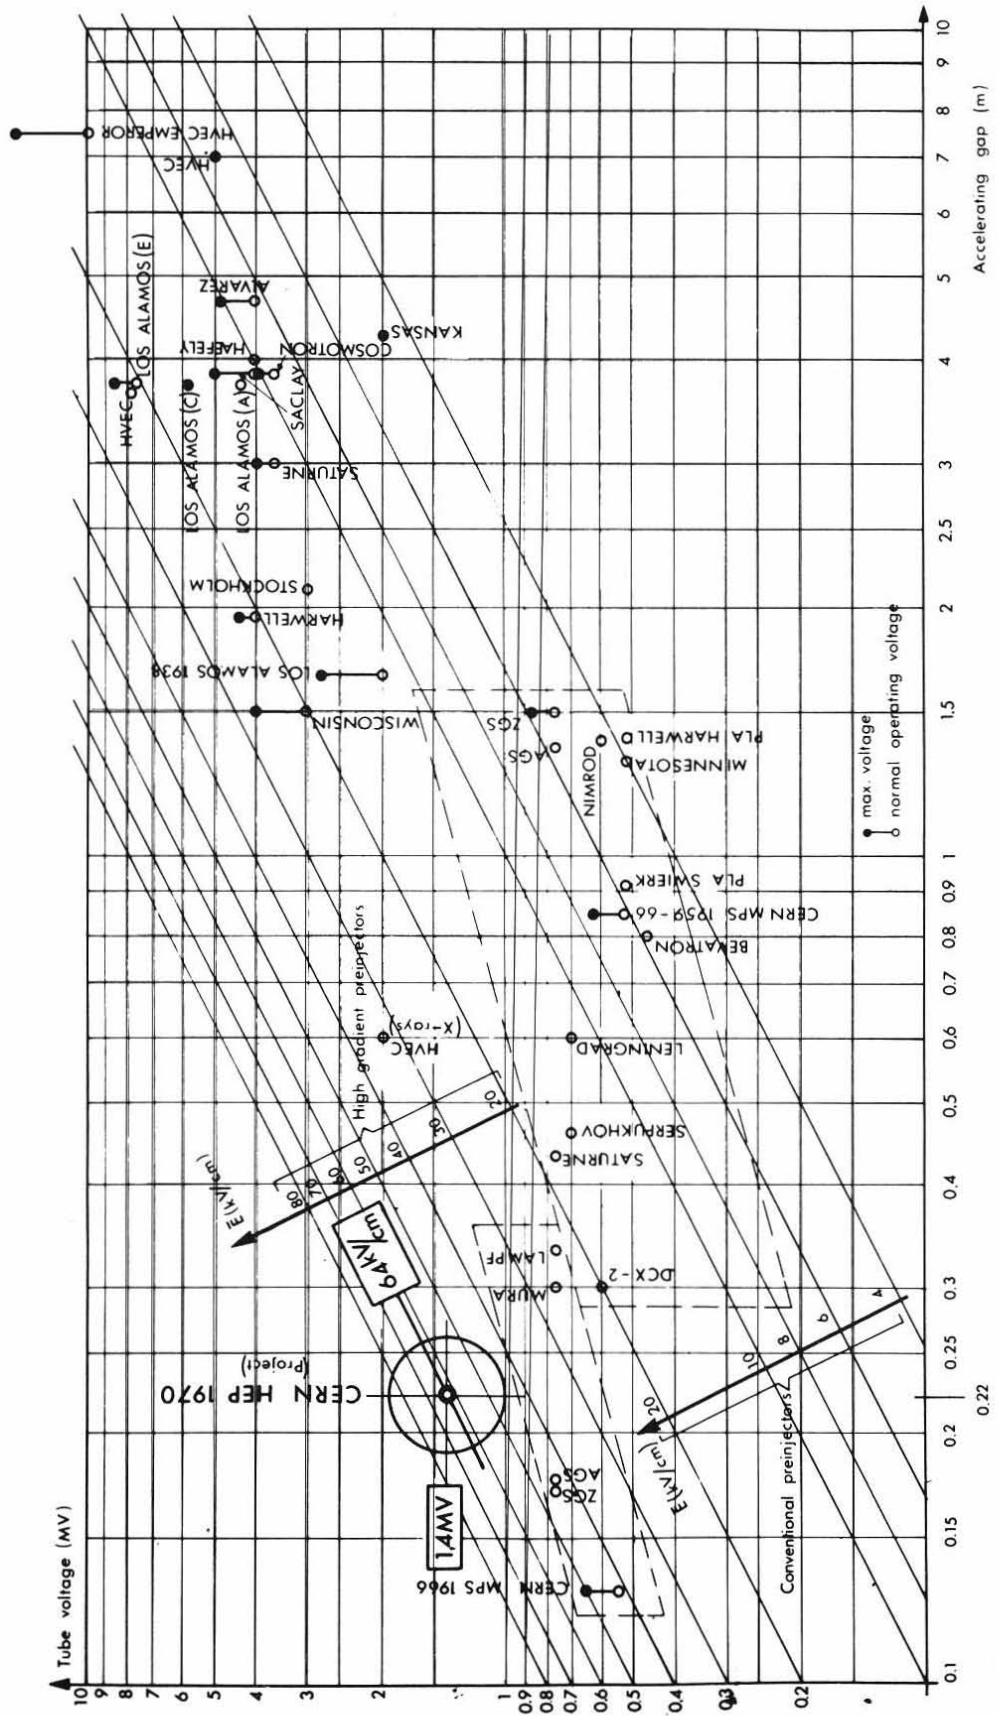 Tube voltage (MV)
10
9
8
7
6
5
4
3
2
1
0.9
0.8
0.7
0.6
0.5
0.4
0.3
0.2
HVEC EMPEROR
HVEC
LOS ALAMOS (E)
HVEC
ALVAREZ
HAEFELY
COSMOTRON
KANSAS
LOS ALAMOS (C)
LOS ALAMOS (A)
SACLAY
SATURNE
STOCKHOLM
HARWELL
LOS ALAMOS 1938
WISCONSIN
ZGS
AGS
NIMROD
PLA HARWELL
MINNESOTA
max. voltage
normal operating voltage
PLA SWIERK
CERN MPS 1959-66
BEVATRON
High gradient preinjectors
HVEC
(X-rays)
LENINGRAD
SERPUKHOV
SATURNE
E(kV/cm)
80
70
60
50
40
30
20
64kV/cm
LAMPF
MURA
DCX-2
CERN HEP 1970
(Project)
1,4MV
E(kV/cm)
20
10
8
6
4
Conventional preinjectors
AGS
ZGS
CERN MPS 1966
0.1
0.15
0.2
0.22
0.25
0.3
0.4
0.5
0.6
0.7
0.8
0.9
1
1.5
2
2.5
3
4
5
6
7
8
9
10
Accelerating gap (m)